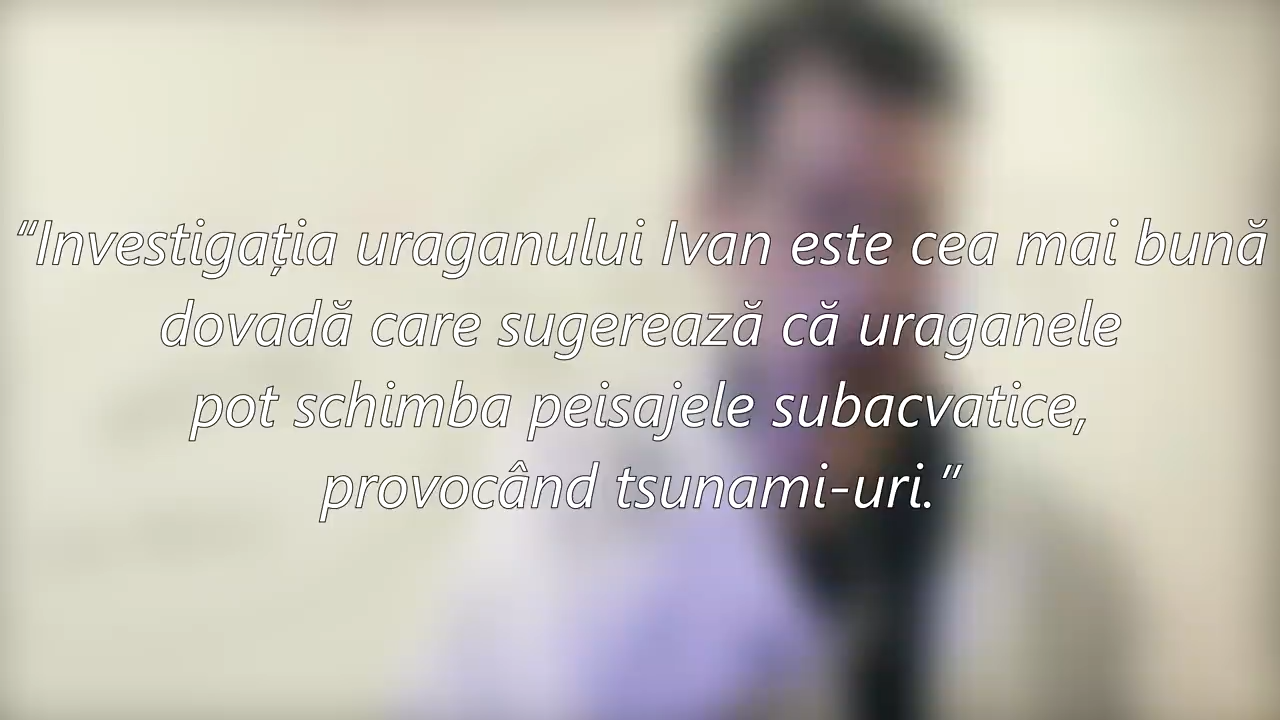 “Investigația uraganului Ivan este cea mai bună
dovadă care sugerează că uraganele
pot schimba peisajele subacvatice,
provocând tsunami-uri.”